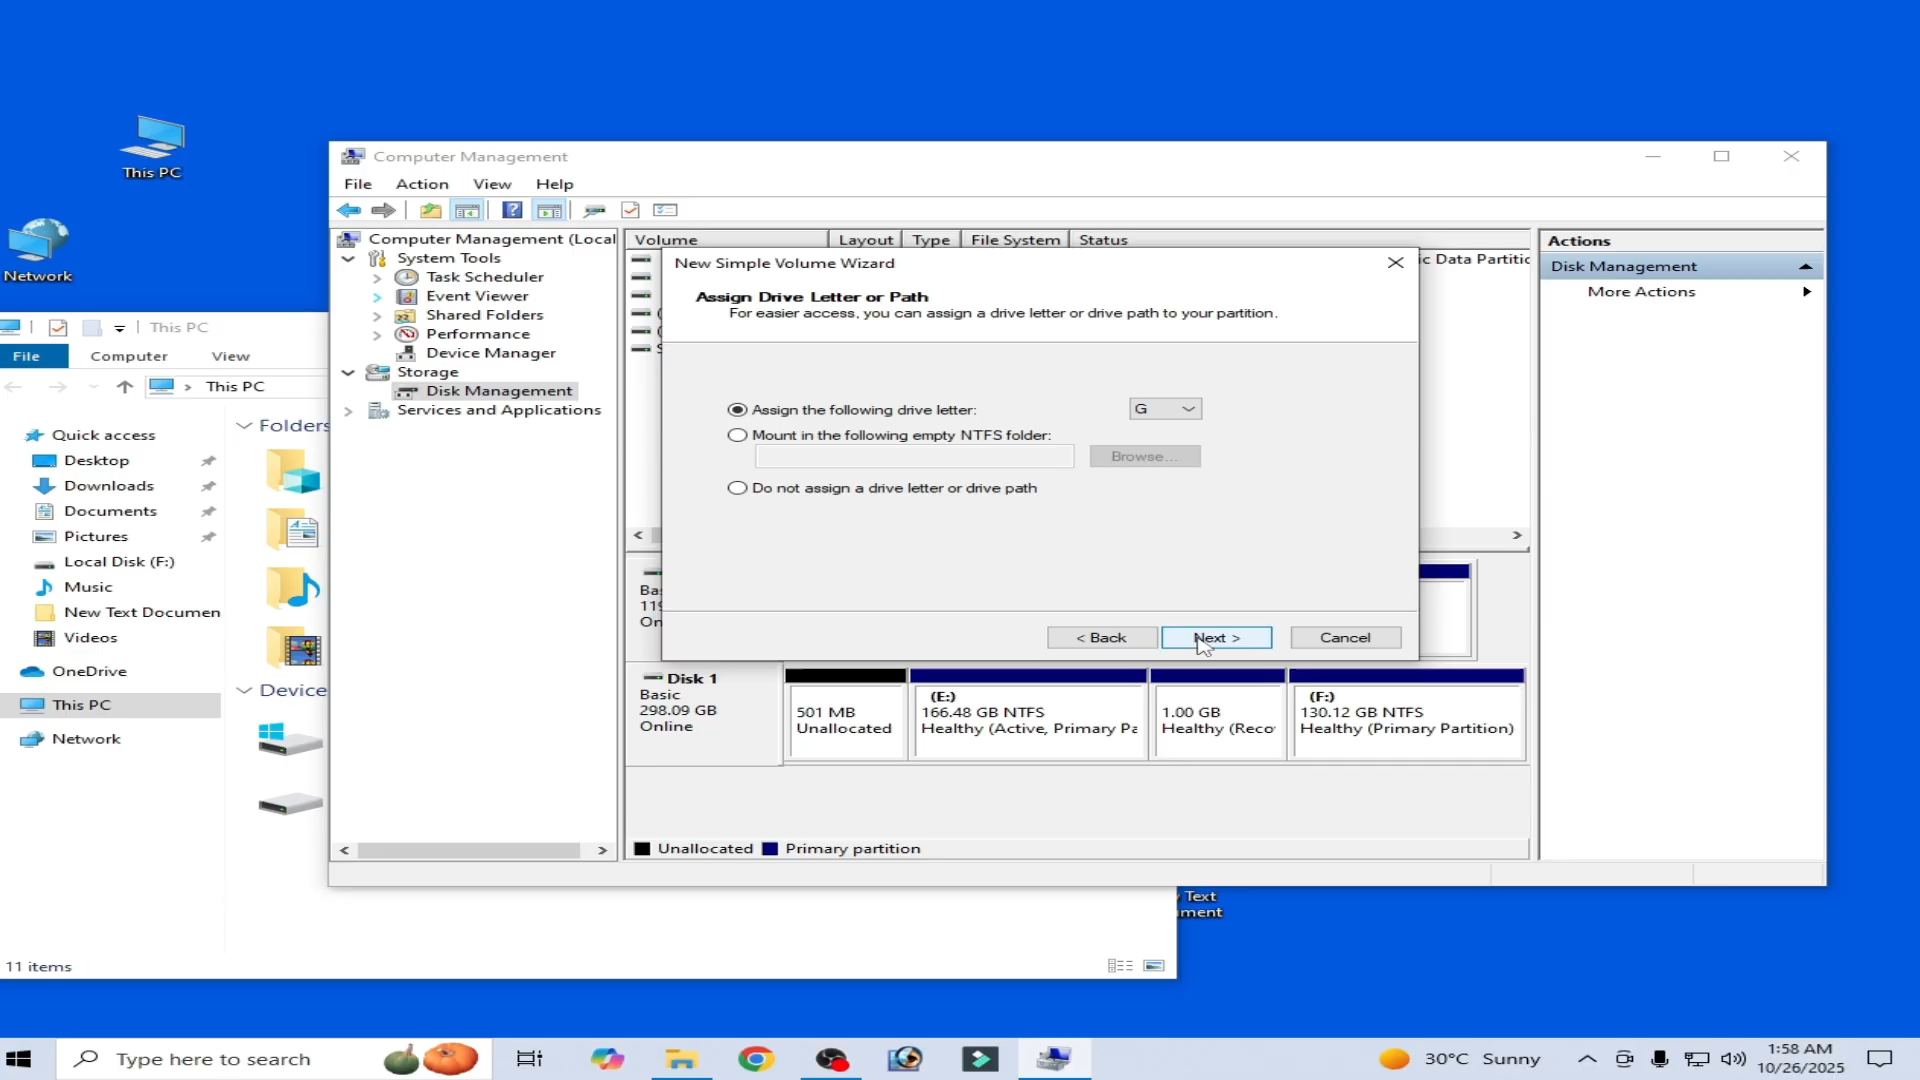 This PC
Network
This PC
File
Computer
View
This PC
Quick access
Desktop
Downloads
Documents
Pictures
Local Disk (F:)
Music
New Text Documen
Videos
OneDrive
This PC
Network
Folders
Device
11 items
Computer Management
File Action View Help
Computer Management (Local
System Tools
Task Scheduler
Event Viewer
Shared Folders
Performance
Device Manager
Storage
Disk Management
Services and Applications
Volume Layout Type File System Status
ic Data Partitic
New Simple Volume Wizard
Assign Drive Letter or Path
For easier access, you can assign a drive letter or drive path to your partition.
Assign the following drive letter: G
Mount in the following empty NTFS folder:
Browse...
Do not assign a drive letter or drive path
< Back Next > Cancel
Ba
119
On
Disk 1
Basic
298.09 GB
Online
501 MB
Unallocated
(E:)
166.48 GB NTFS
Healthy (Active, Primary Pa
1.00 GB
Healthy (Reco
(F:)
130.12 GB NTFS
Healthy (Primary Partition)
Unallocated Primary partition
Actions
Disk Management
More Actions
Text
ment
Type here to search
30°C Sunny
1:58 AM
10/26/2025